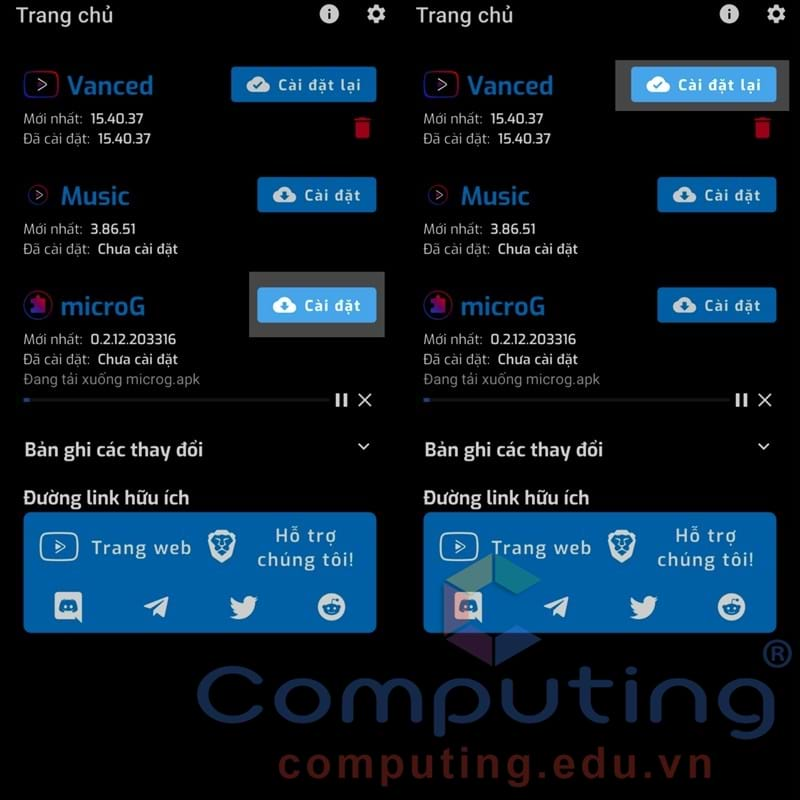 Trang chủ
Vanced
Cài đặt lại
Mới nhất: 15.40.37
Đã cài đặt: 15.40.37
Music
Cài đặt
Mới nhất: 3.86.51
Đã cài đặt: Chưa cài đặt
microG
Cài đặt
Mới nhất: 0.2.12.203316
Đã cài đặt: Chưa cài đặt
Đang tải xuống microg.apk
Bản ghi các thay đổi
Đường link hữu ích
Trang web
Hỗ trợ
chúng tôi!
Trang chủ
Vanced
Cài đặt lại
Mới nhất: 15.40.37
Đã cài đặt: 15.40.37
Music
Cài đặt
Mới nhất: 3.86.51
Đã cài đặt: Chưa cài đặt
microG
Cài đặt
Mới nhất: 0.2.12.203316
Đã cài đặt: Chưa cài đặt
Đang tải xuống microg.apk
Bản ghi các thay đổi
Đường link hữu ích
Trang web
Hỗ trợ
chúng tôi!
Computing®
computing.edu.vn